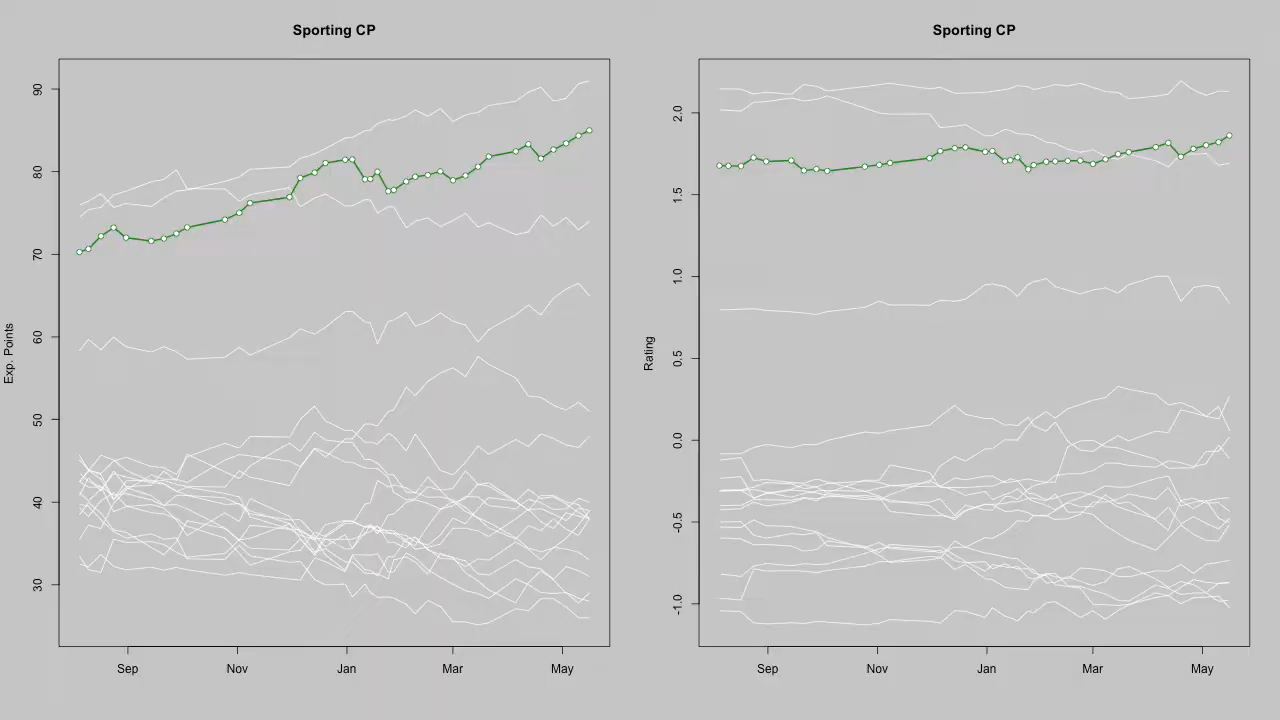 Sporting CP
Exp. Points
90
80
70
60
50
40
30
Sep
Nov
Jan
Mar
May
Sporting CP
Rating
2.0
1.5
1.0
0.5
0.0
-0.5
-1.0
Sep
Nov
Jan
Mar
May